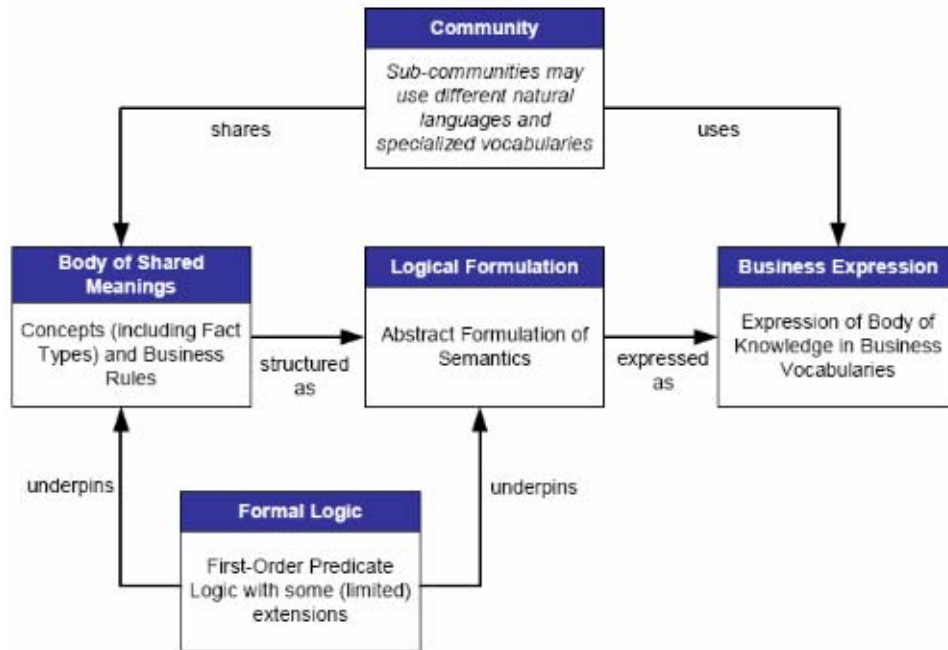 Community
Sub-communities may
use different natural
languages and
specialized vocabularies
shares
uses
Body of Shared
Meanings
Concepts (including Fact
Types) and Business
Rules
structured
as
Logical Formulation
Abstract Formulation of
Semantics
expressed
as
Business Expression
Expression of Body of
Knowledge in Business
Vocabularies
underpins
underpins
Formal Logic
First-Order Predicate
Logic with some (limited)
extensions